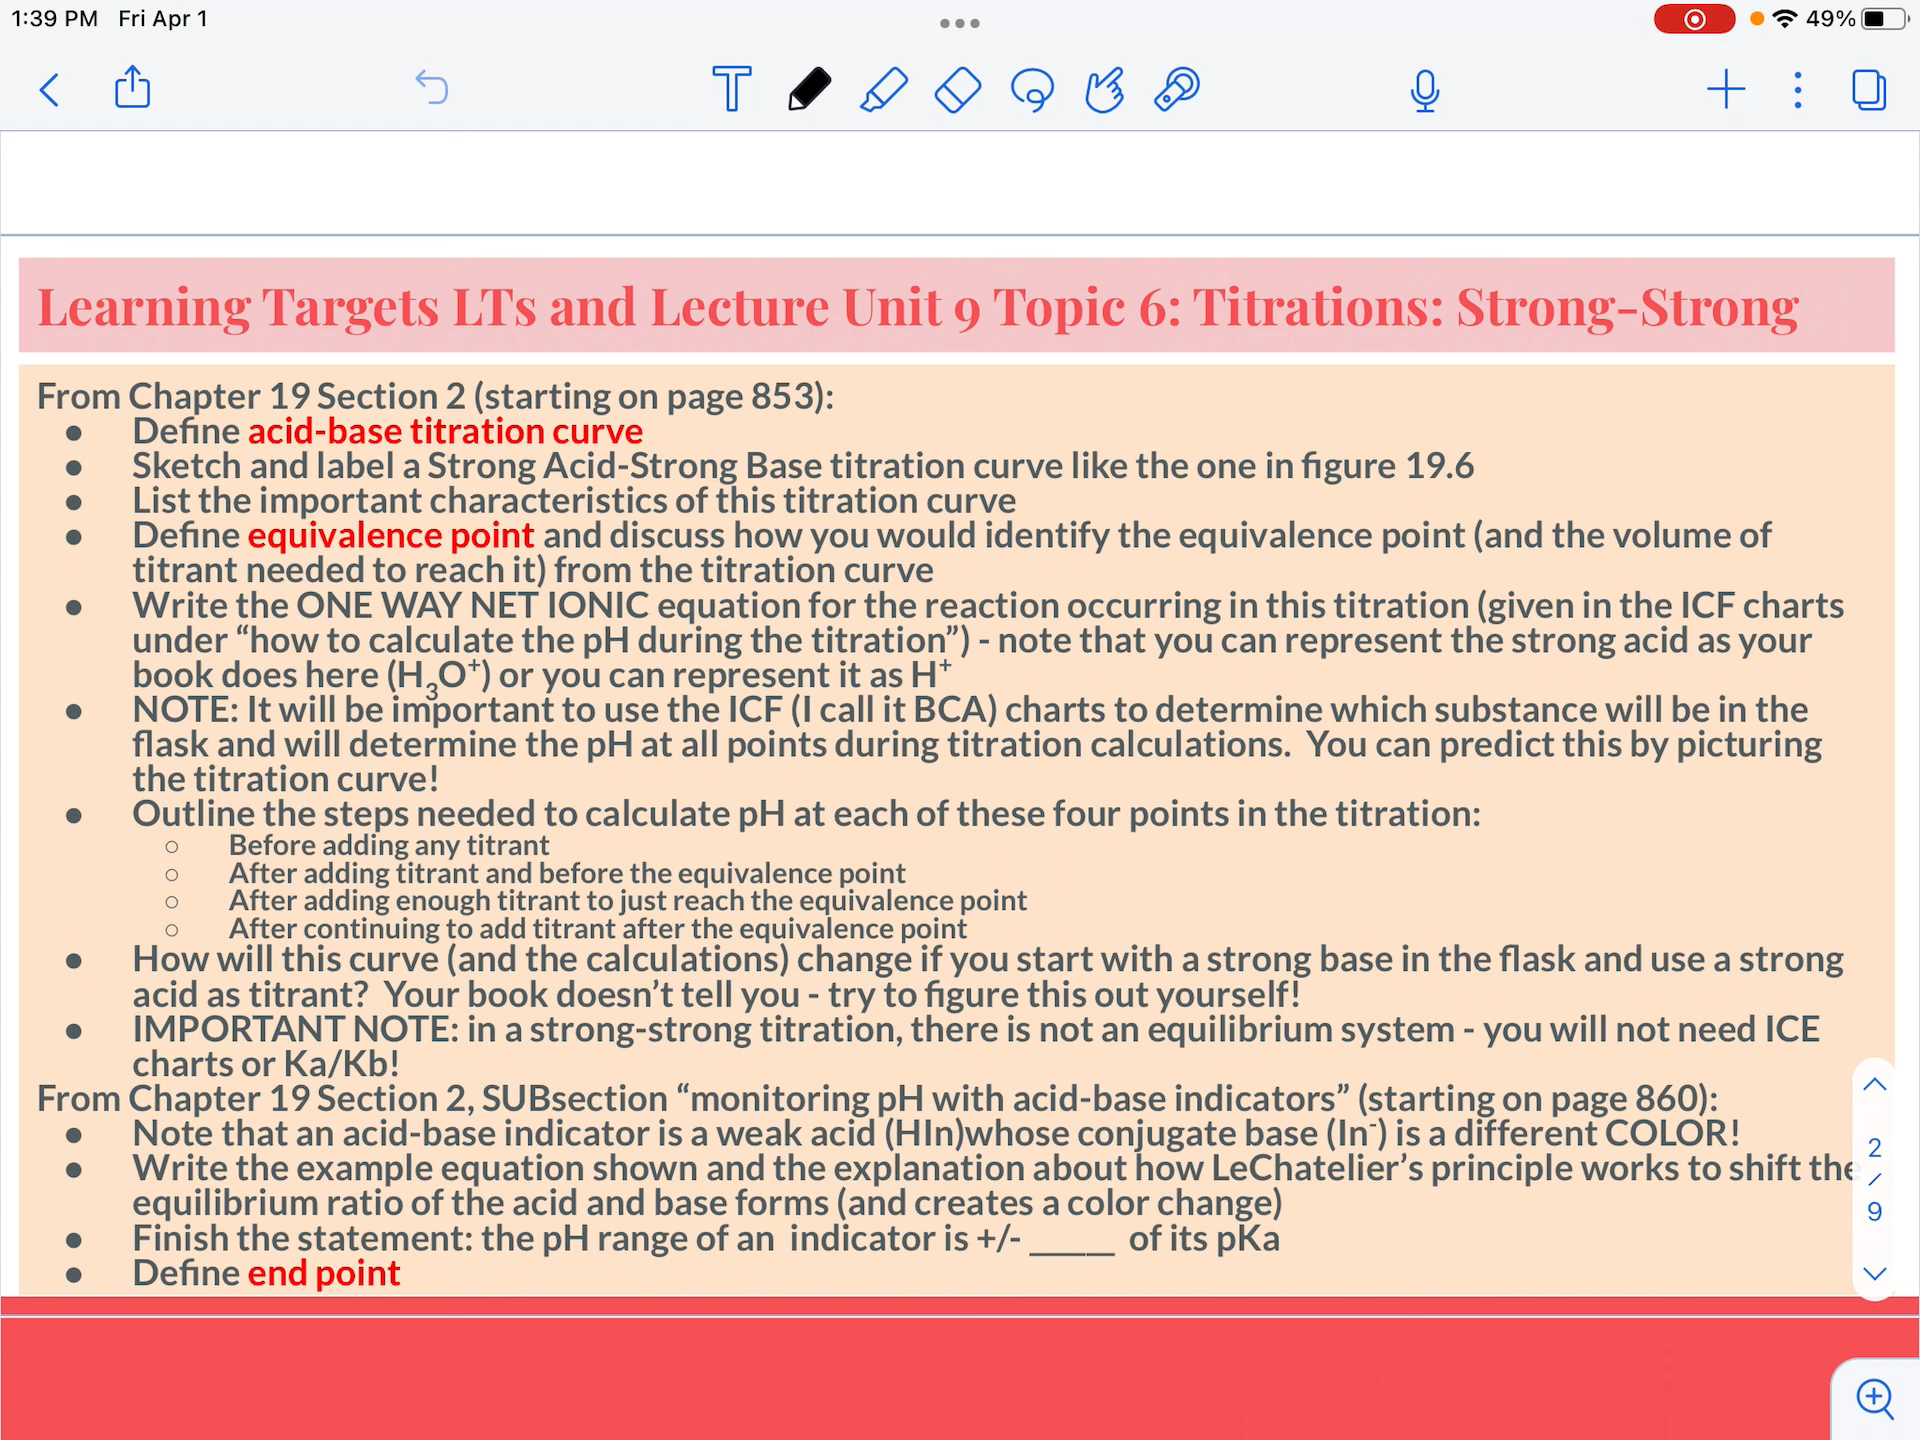 1:39 PM Fri Apr 1
49%
Learning Targets LTs and Lecture Unit 9 Topic 6: Titrations: Strong-Strong
From Chapter 19 Section 2 (starting on page 853):
● Define acid-base titration curve
● Sketch and label a Strong Acid-Strong Base titration curve like the one in figure 19.6
● List the important characteristics of this titration curve
● Define equivalence point and discuss how you would identify the equivalence point (and the volume of
titrant needed to reach it) from the titration curve
● Write the ONE WAY NET IONIC equation for the reaction occurring in this titration (given in the ICF charts
under “how to calculate the pH during the titration”) - note that you can represent the strong acid as your
book does here (H₃O⁺) or you can represent it as H⁺
● NOTE: It will be important to use the ICF (I call it BCA) charts to determine which substance will be in the
flask and will determine the pH at all points during titration calculations. You can predict this by picturing
the titration curve!
● Outline the steps needed to calculate pH at each of these four points in the titration:
○ Before adding any titrant
○ After adding titrant and before the equivalence point
○ After adding enough titrant to just reach the equivalence point
○ After continuing to add titrant after the equivalence point
● How will this curve (and the calculations) change if you start with a strong base in the flask and use a strong
acid as titrant? Your book doesn’t tell you - try to figure this out yourself!
● IMPORTANT NOTE: in a strong-strong titration, there is not an equilibrium system - you will not need ICE
charts or Ka/Kb!
From Chapter 19 Section 2, SUBsection “monitoring pH with acid-base indicators” (starting on page 860):
● Note that an acid-base indicator is a weak acid (HIn)whose conjugate base (In⁻) is a different COLOR!
● Write the example equation shown and the explanation about how LeChatelier’s principle works to shift the
equilibrium ratio of the acid and base forms (and creates a color change)
● Finish the statement: the pH range of an indicator is +/- _____ of its pKa
● Define end point
2
/
9